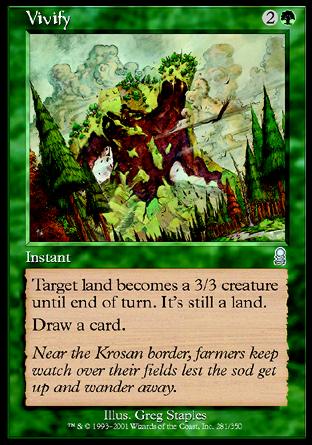 Vivify 2
Instant
Target land becomes a 3/3 creature
until end of turn. It's still a land.
Draw a card.
Near the Krosan border, farmers keep
watch over their fields lest the sod get
up and wander away.
Illus. Greg Staples
™ & © 1993-2001 Wizards of the Coast, Inc. 281/350